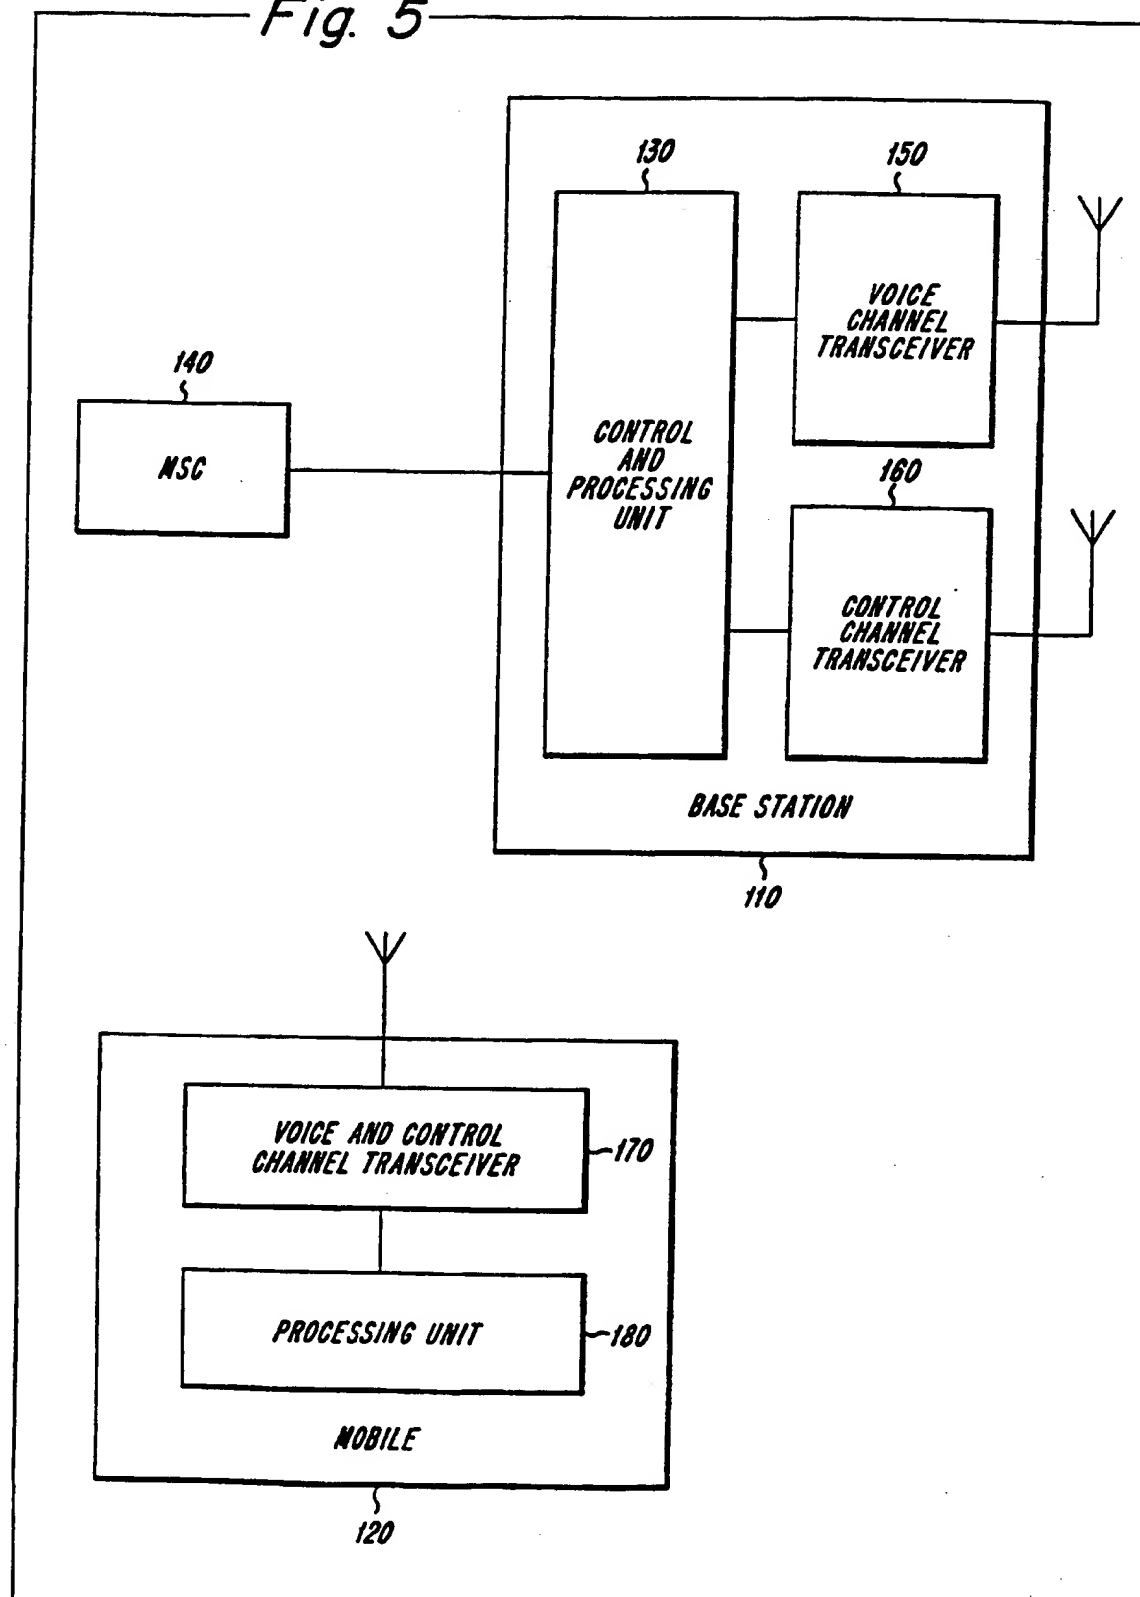 Fig. 5
130
150
VOICE
CHANNEL
TRANSCEIVER
140
MSC
CONTROL
AND
PROCESSING
UNIT
160
CONTROL
CHANNEL
TRANSCEIVER
BASE STATION
110
VOICE AND CONTROL
CHANNEL TRANSCEIVER
170
PROCESSING UNIT
180
MOBILE
120